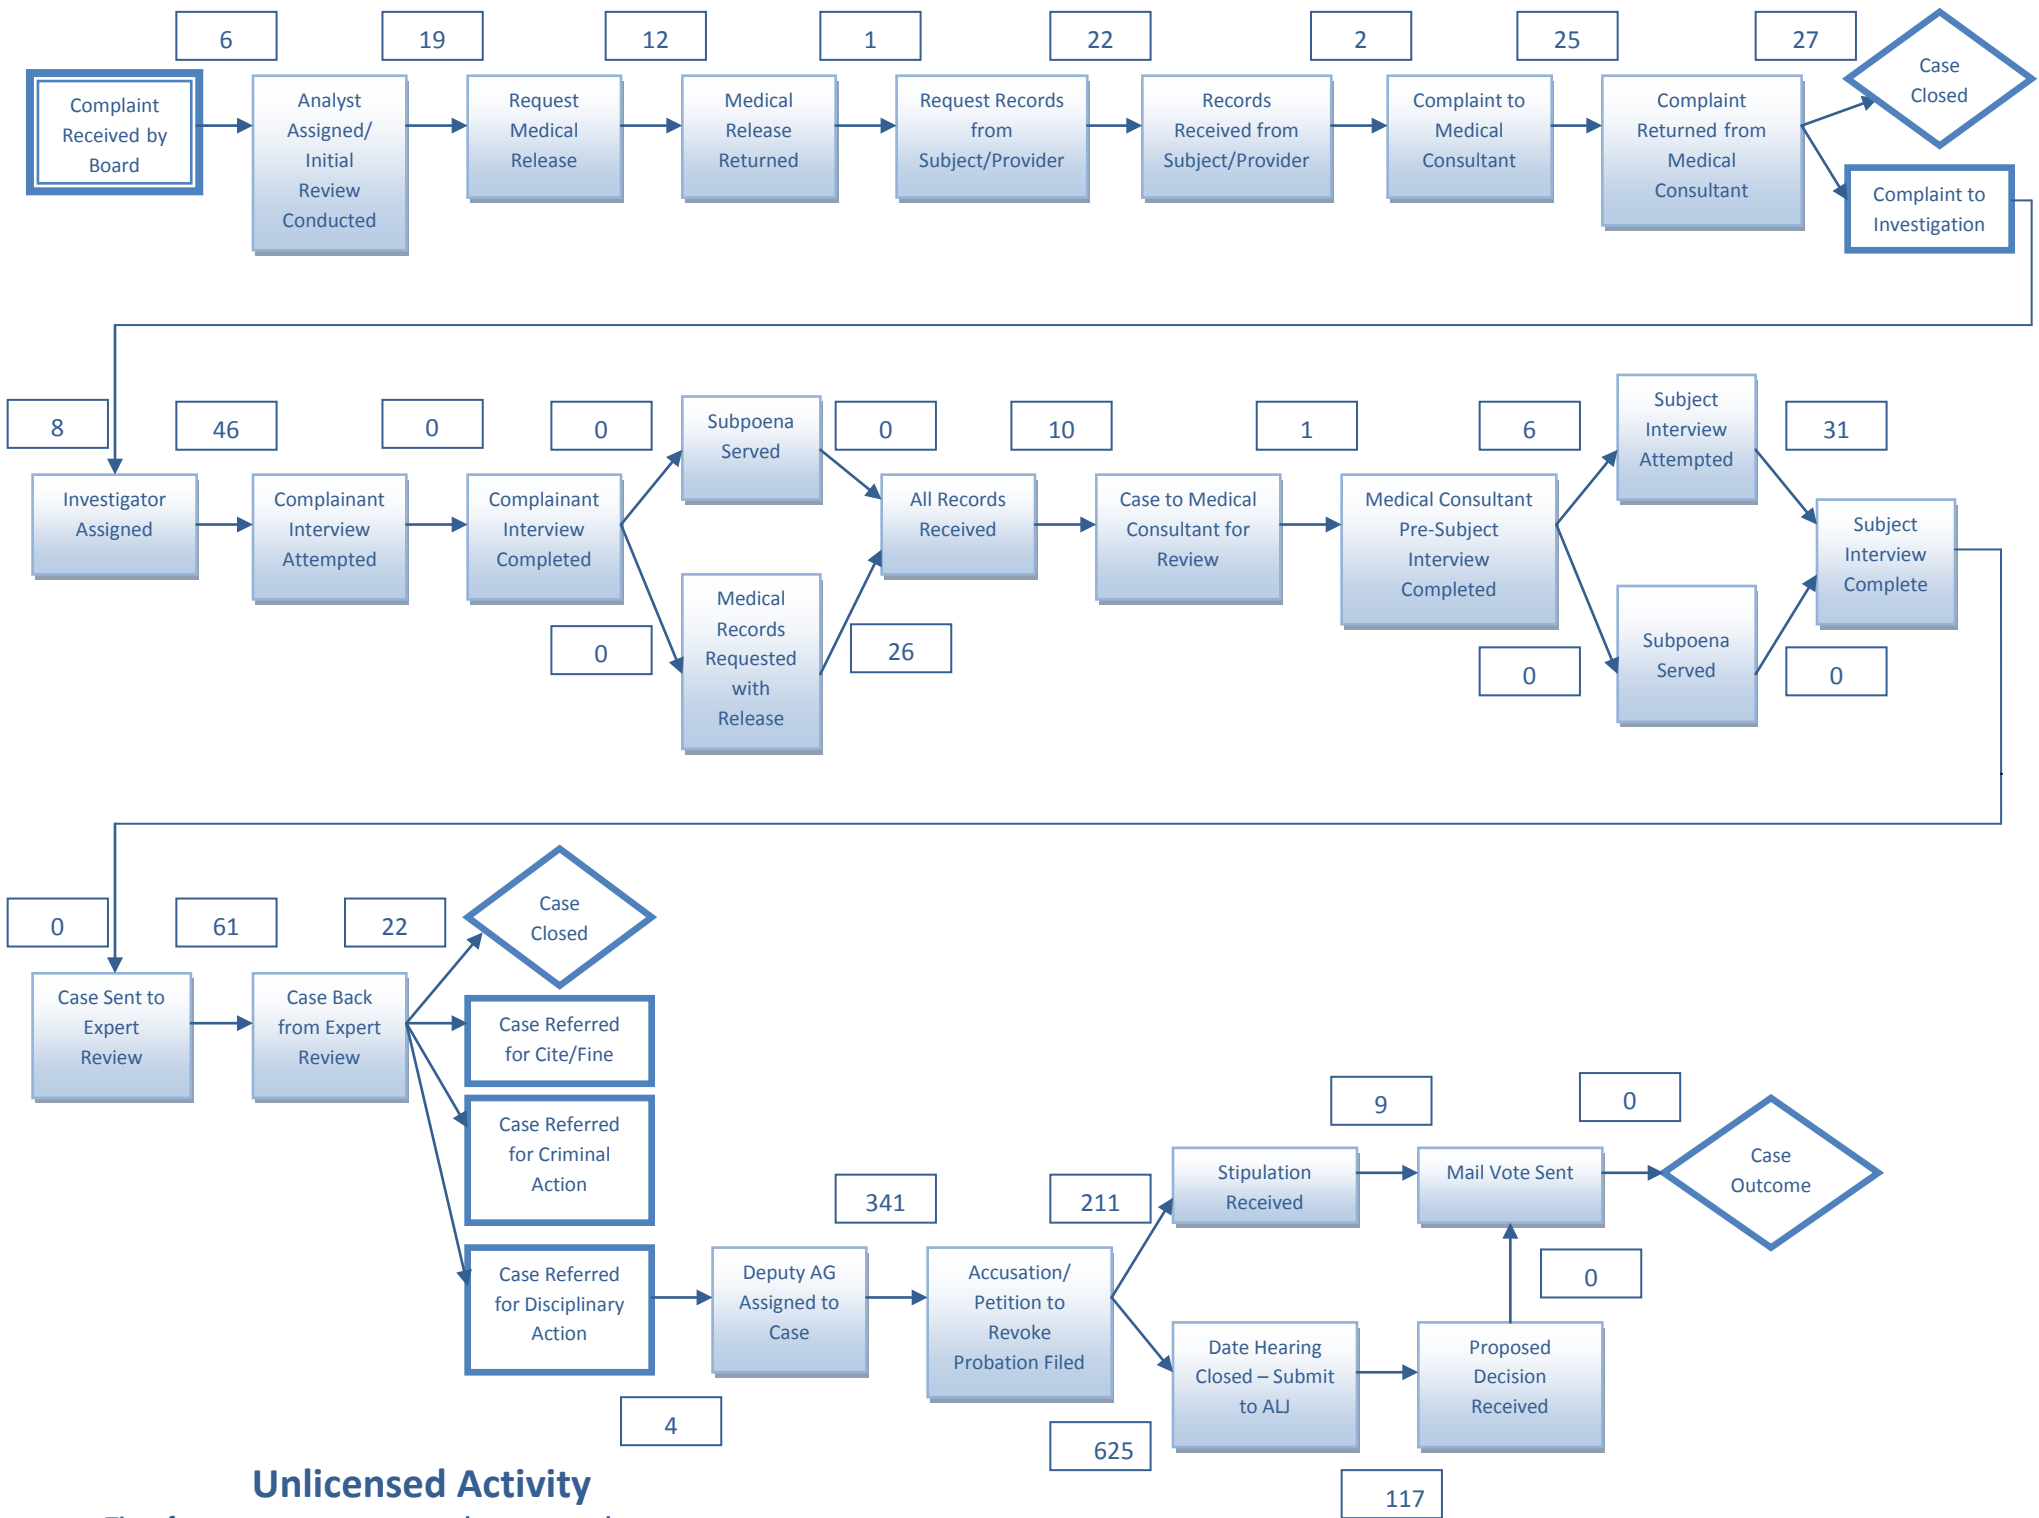 6
19
12
1
22
2
25
27
Complaint
Received by
Board
Analyst
Assigned/
Initial
Review
Conducted
Request
Medical
Release
Medical
Release
Returned
Request Records
from
Subject/Provider
Records
Received from
Subject/Provider
Complaint to
Medical
Consultant
Complaint
Returned from
Medical
Consultant
Case
Closed
Complaint to
Investigation
8
46
0
0
0
10
1
6
31
Investigator
Assigned
Complainant
Interview
Attempted
Complainant
Interview
Completed
Subpoena
Served
0
Medical
Records
Requested
with
Release
26
All Records
Received
Case to Medical
Consultant for
Review
Medical Consultant
Pre-Subject
Interview
Completed
Subject
Interview
Attempted
0
Subpoena
Served
0
Subject
Interview
Complete
0
61
22
Case Sent to
Expert
Review
Case Back
from Expert
Review
Case
Closed
Case Referred
for Cite/Fine
Case Referred
for Criminal
Action
Case Referred
for Disciplinary
Action
4
Deputy AG
Assigned to
Case
341
Accusation/
Petition to
Revoke
Probation Filed
211
625
Stipulation
Received
9
Mail Vote Sent
0
Case
Outcome
Date Hearing
Closed – Submit
to ALJ
117
Proposed
Decision
Received
0
Unlicensed Activity